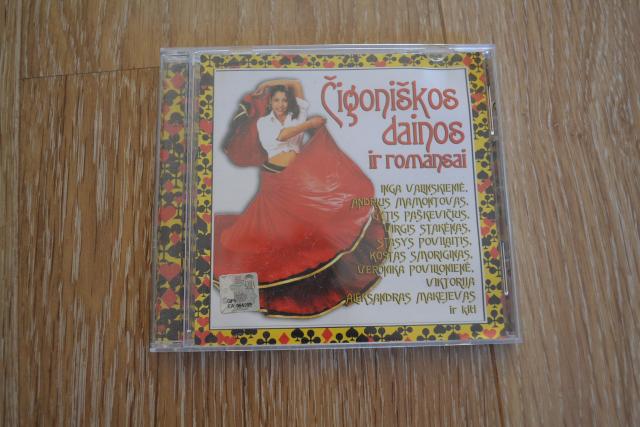 Čigoniškos
dainos
ir romansai
INGA VALINSKIENĖ,
ANDRIUS MAMONTOVAS,
VYTIS PAŠKEVIČIUS,
VIRGIS STAKĖNAS,
STASYS POVILAITIS,
KOSTAS SMORIGINAS,
VERONIKA POVILIONIENĖ,
VIKTORIJA
ALEKSANDRAS MAKEJEVAS
ir kiti